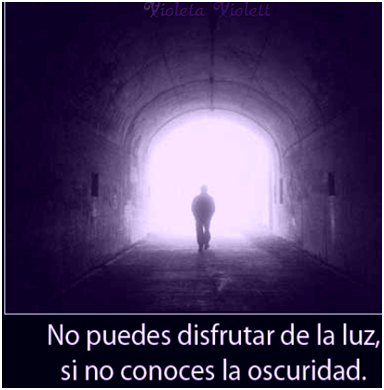 Violeta Violett
No puedes disfrutar de la luz,
si no conoces la oscuridad.